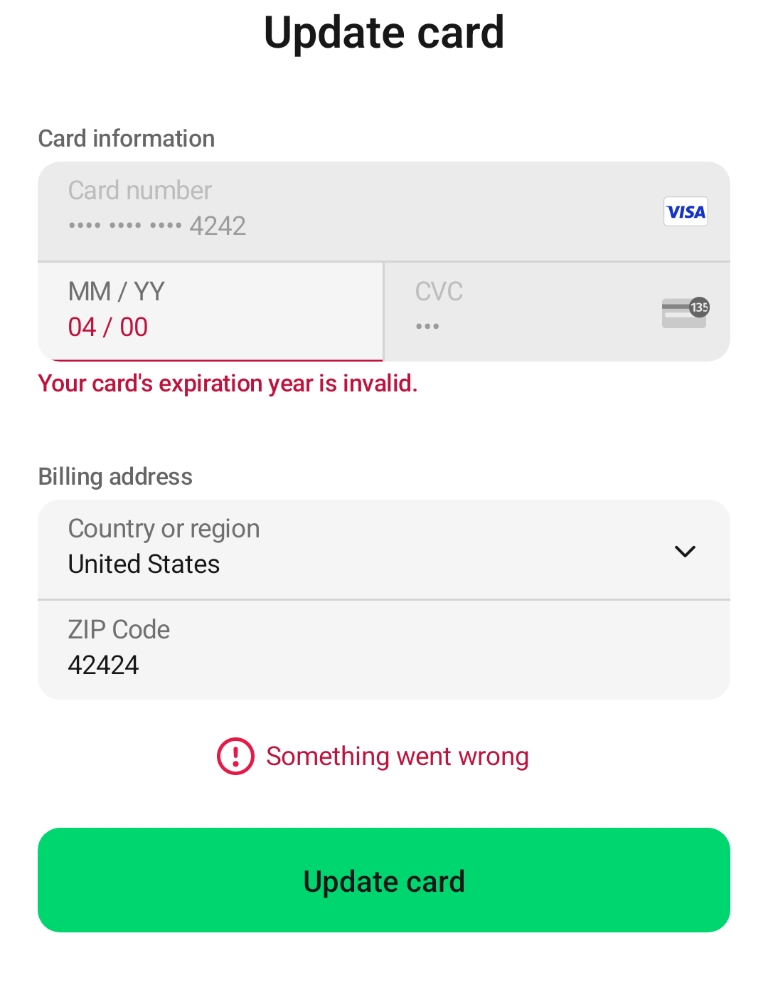 Update card
Card information
Card number
•••• •••• •••• 4242
VISA
MM / YY
04 / 00
CVC
•••
135
Your card's expiration year is invalid.
Billing address
Country or region
United States
ZIP Code
42424
Something went wrong
Update card